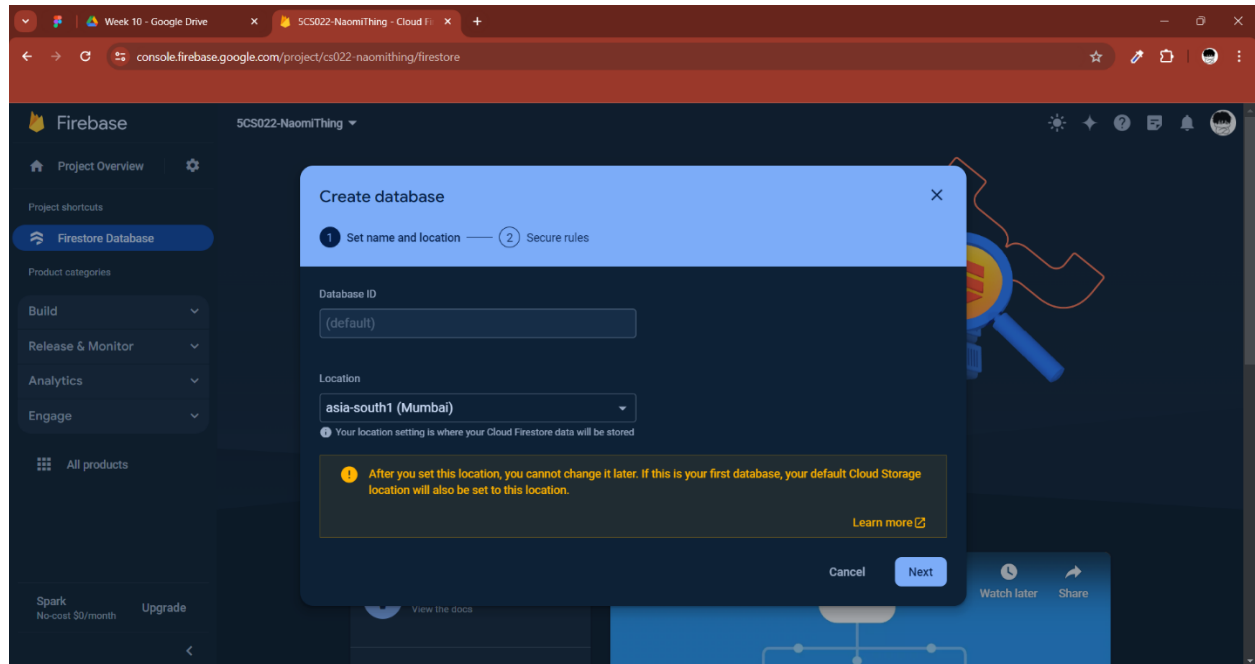 Week 10 - Google Drive
5CS022-NaomiThing - Cloud Fi
console.firebase.google.com/project/cs022-naomithing/firestore
Firebase
5CS022-NaomiThing
Project Overview
Project shortcuts
Firestore Database
Product categories
Build
Release & Monitor
Analytics
Engage
All products
Spark
No-cost $0/month
Upgrade
Create database
1 Set name and location
2 Secure rules
Database ID
(default)
Location
asia-south1 (Mumbai)
Your location setting is where your Cloud Firestore data will be stored
After you set this location, you cannot change it later. If this is your first database, your default Cloud Storage
location will also be set to this location.
Learn more
Cancel
Next
View the docs
Watch later
Share